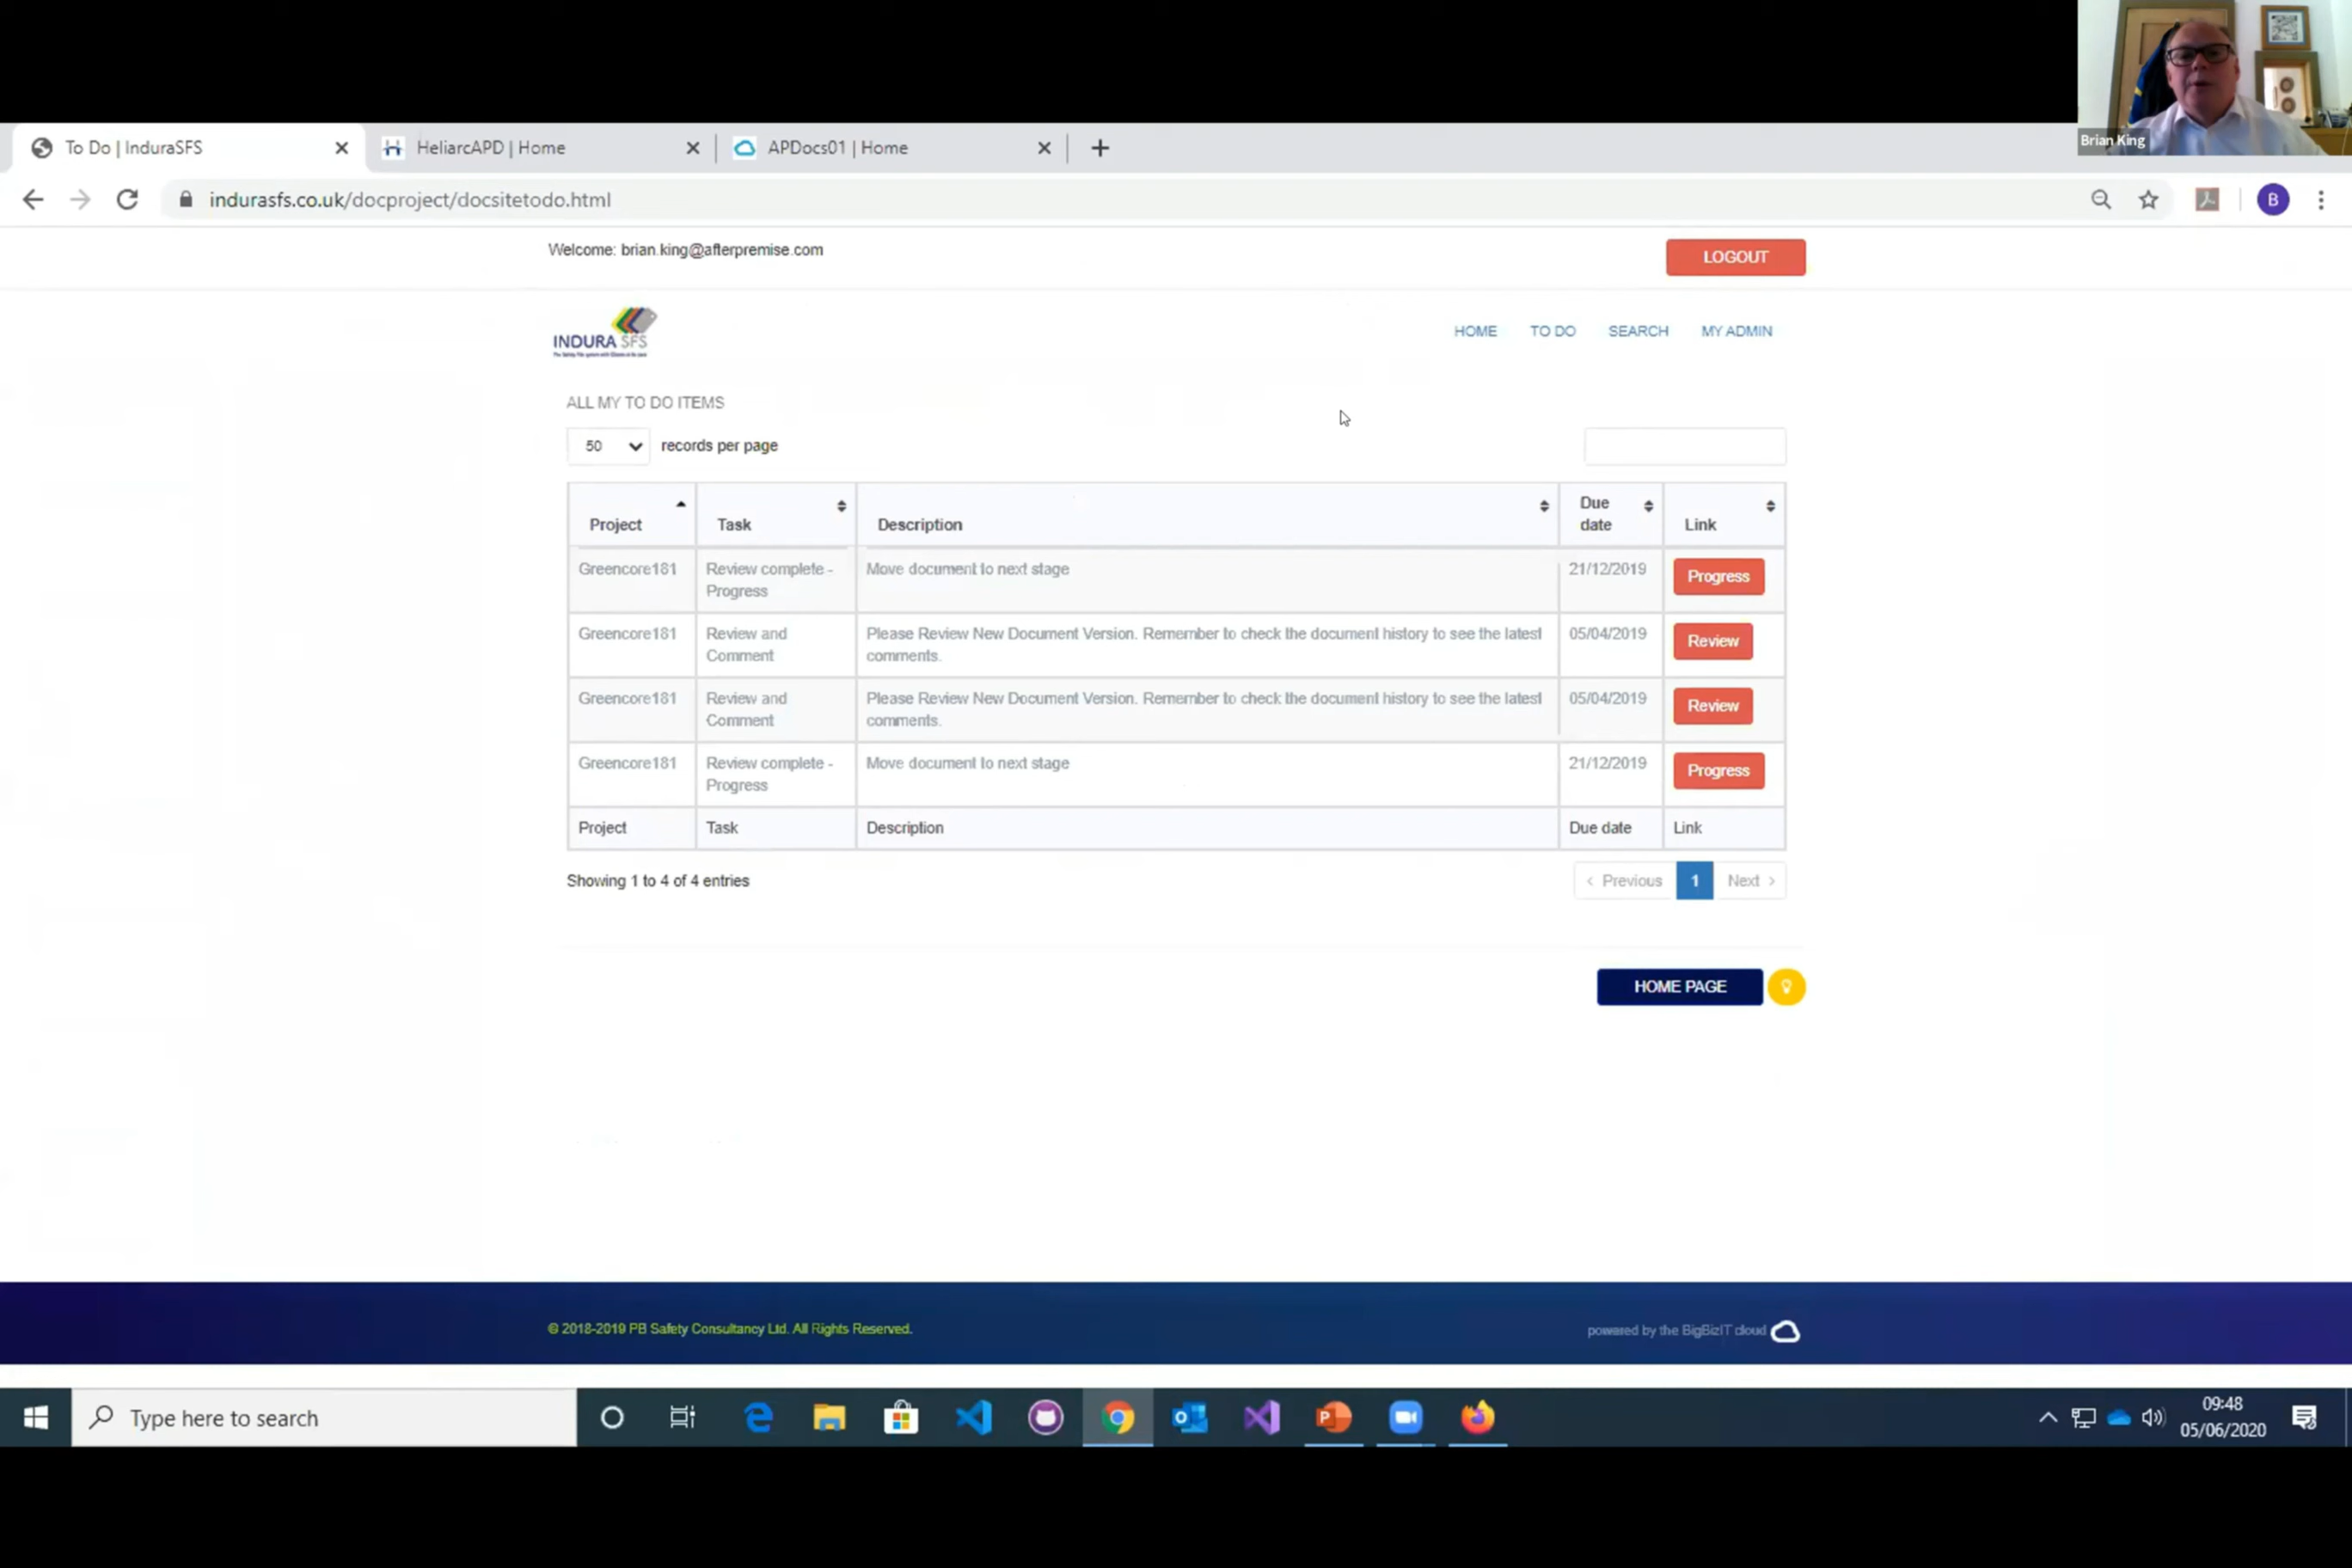 Brian King
To Do | InduraSFS
HeliarcAPD | Home
APDocs01 | Home
indurasfs.co.uk/docproject/docsitetodo.html
B
Welcome: brian.king@afterpremise.com
LOGOUT
INDURA SFS
HOME
TO DO
SEARCH
MY ADMIN
ALL MY TO DO ITEMS
50
records per page
Project
Task
Description
Due
date
Link
Greencore181
Review complete -
Progress
Move document to next stage
21/12/2019
Progress
Greencore181
Review and
Comment
Please Review New Document Version. Remember to check the document history to see the latest
comments.
05/04/2019
Review
Greencore181
Review and
Comment
Please Review New Document Version. Remember to check the document history to see the latest
comments.
05/04/2019
Review
Greencore181
Review complete -
Progress
Move document to next stage
21/12/2019
Progress
Project
Task
Description
Due date
Link
Showing 1 to 4 of 4 entries
Previous
1
Next
HOME PAGE
© 2018-2019 PB Safety Consultancy Ltd. All Rights Reserved.
powered by the BigBizIT cloud
Type here to search
09:48
05/06/2020